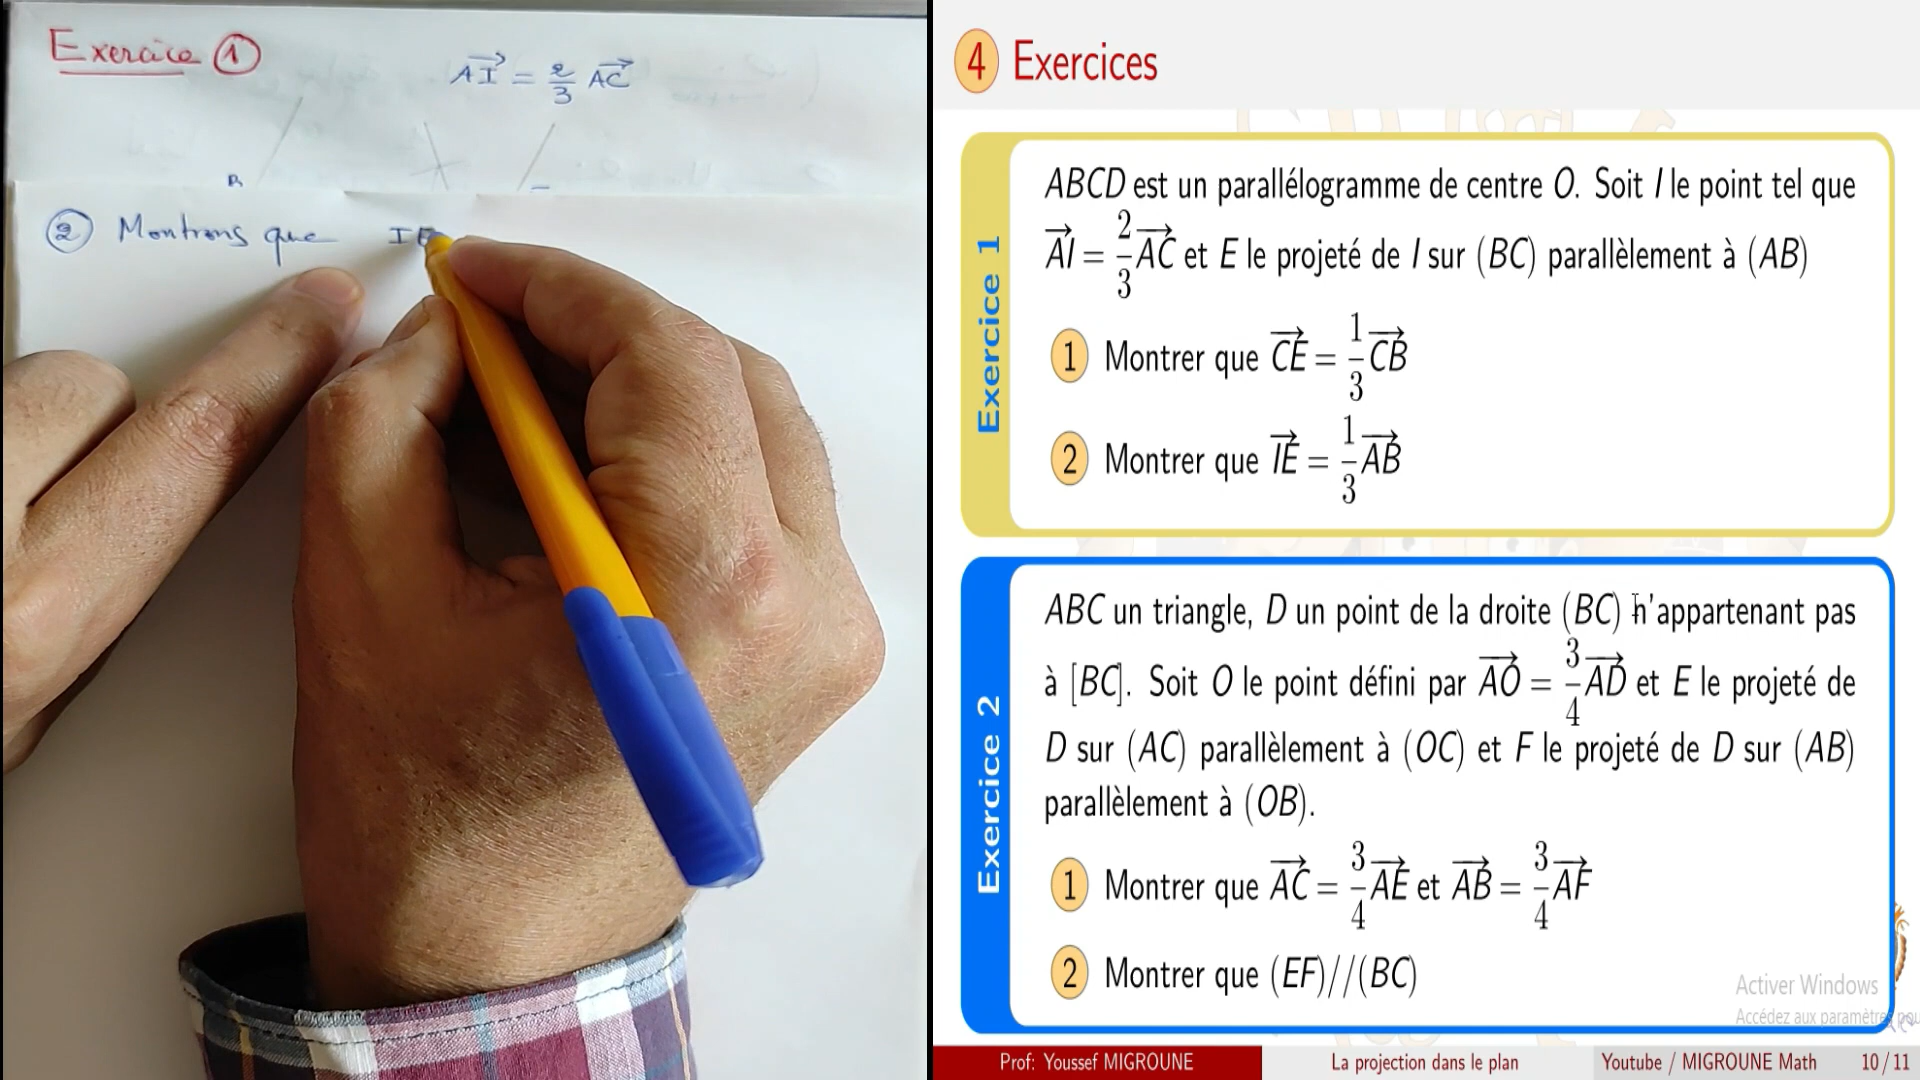 Exercice ①
AI = 2/3 AC
B
② Montrons que IE
4 Exercices
Exercice 1
ABCD est un parallélogramme de centre O. Soit I le point tel que
AI = 2/3 AC et E le projeté de I sur (BC) parallèlement à (AB)
1 Montrer que CE = 1/3 CB
2 Montrer que IE = 1/3 AB
Exercice 2
ABC un triangle, D un point de la droite (BC) n'appartenant pas
à [BC]. Soit O le point défini par AO = 3/4 AD et E le projeté de
D sur (AC) parallèlement à (OC) et F le projeté de D sur (AB)
parallèlement à (OB).
1 Montrer que AC = 3/4 AE et AB = 3/4 AF
2 Montrer que (EF)//(BC)
Activer Windows
Accédez aux paramètres pou
Prof: Youssef MIGROUNE
La projection dans le plan
Youtube / MIGROUNE Math
10/11